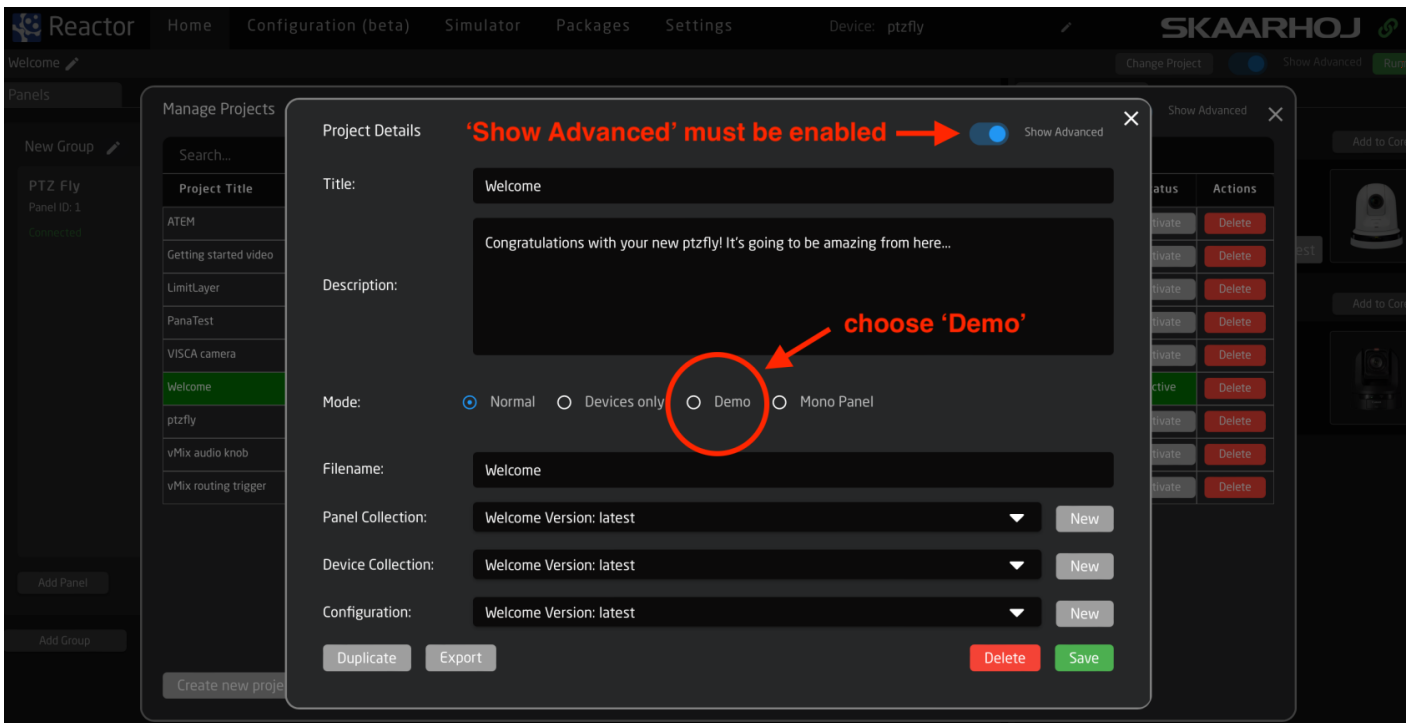 Reactor Home Configuration (beta) Simulator Packages Settings Device: ptzfly SKAARHOJ
Welcome Change Project Show Advanced
Panels
Manage Projects Show Advanced
Project Details 'Show Advanced' must be enabled Show Advanced
New Group
Search...
Add to
Project Title
Actions
Title: Welcome
PTZ Fly
Panel ID: 1
Connected
ATEM Delete
Congratulations with your new ptzfly! It's going to be amazing from here...
Getting started video Delete
Description:
LimitLayer Delete
Add to
choose 'Demo'
PanaTest Delete
VISCA camera Delete
Welcome Delete
Mode: Normal Devices only Demo Mono Panel
ptzfly Delete
vMix audio knob Delete
Filename: Welcome
vMix routing trigger Delete
Panel Collection: Welcome Version: latest New
Device Collection: Welcome Version: latest New
Add Panel
Configuration: Welcome Version: latest New
Add Group
Duplicate Export Delete Save
Create new